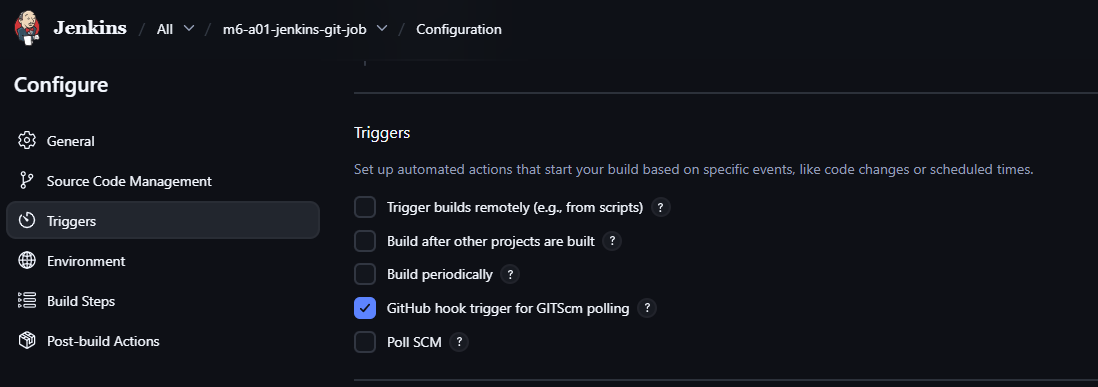 Jenkins / All / m6-a01-jenkins-git-job / Configuration
Configure
General
Source Code Management
Triggers
Environment
Build Steps
Post-build Actions
Triggers
Set up automated actions that start your build based on specific events, like code changes or scheduled times.
Trigger builds remotely (e.g., from scripts) ?
Build after other projects are built ?
Build periodically ?
GitHub hook trigger for GITScm polling ?
Poll SCM ?